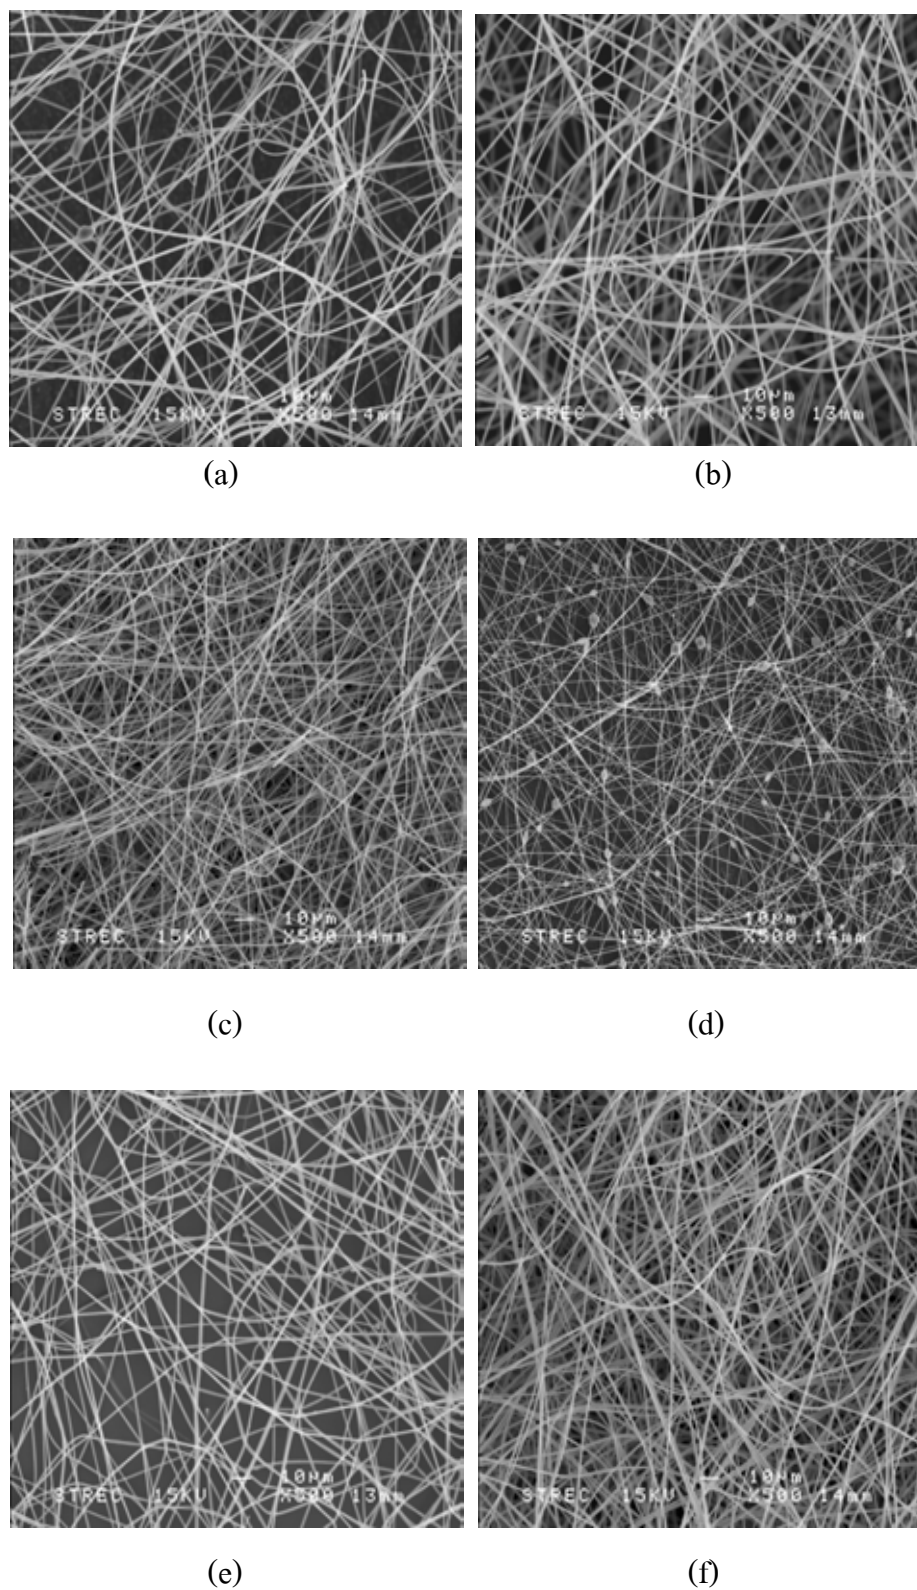 10µm
STREC 15KV X500 14mm
10µm
STREC 15KV X500 13mm
(a)
(b)
10µm
STREC 15KV X500 14mm
10µm
STREC 15KV X500 14mm
(c)
(d)
10µm
STREC 15KV X500 13mm
10µm
STREC 15KV X500 14mm
(e)
(f)